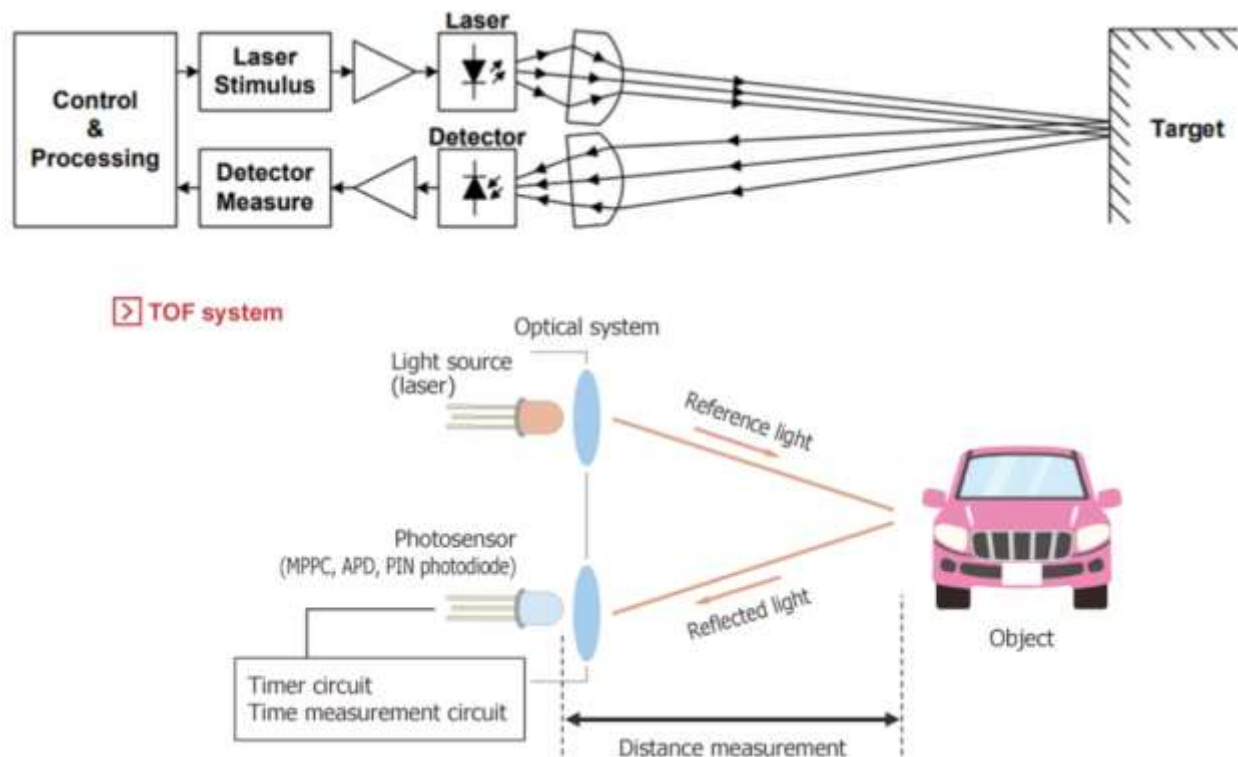 Control
&
Processing
Laser
Stimulus
Laser
Detector
Detector
Measure
Target
TOF system
Optical system
Light source
(laser)
Reference light
Photosensor
(MPPC, APD, PIN photodiode)
Reflected light
Object
Timer circuit
Time measurement circuit
Distance measurement